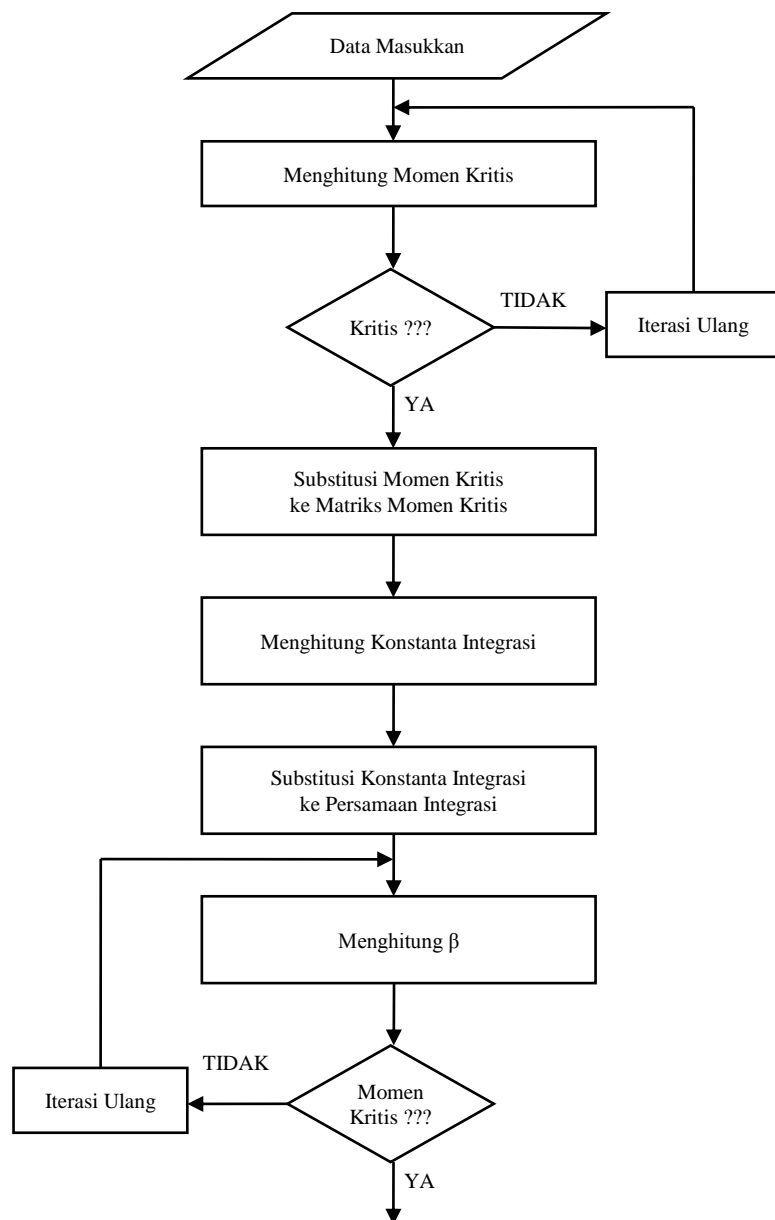 Data Masukkan
Menghitung Momen Kritis
Kritis ???
TIDAK
Iterasi Ulang
YA
Substitusi Momen Kritis
ke Matriks Momen Kritis
Menghitung Konstanta Integrasi
Substitusi Konstanta Integrasi
ke Persamaan Integrasi
Menghitung β
TIDAK
Iterasi Ulang
Momen
Kritis ???
YA